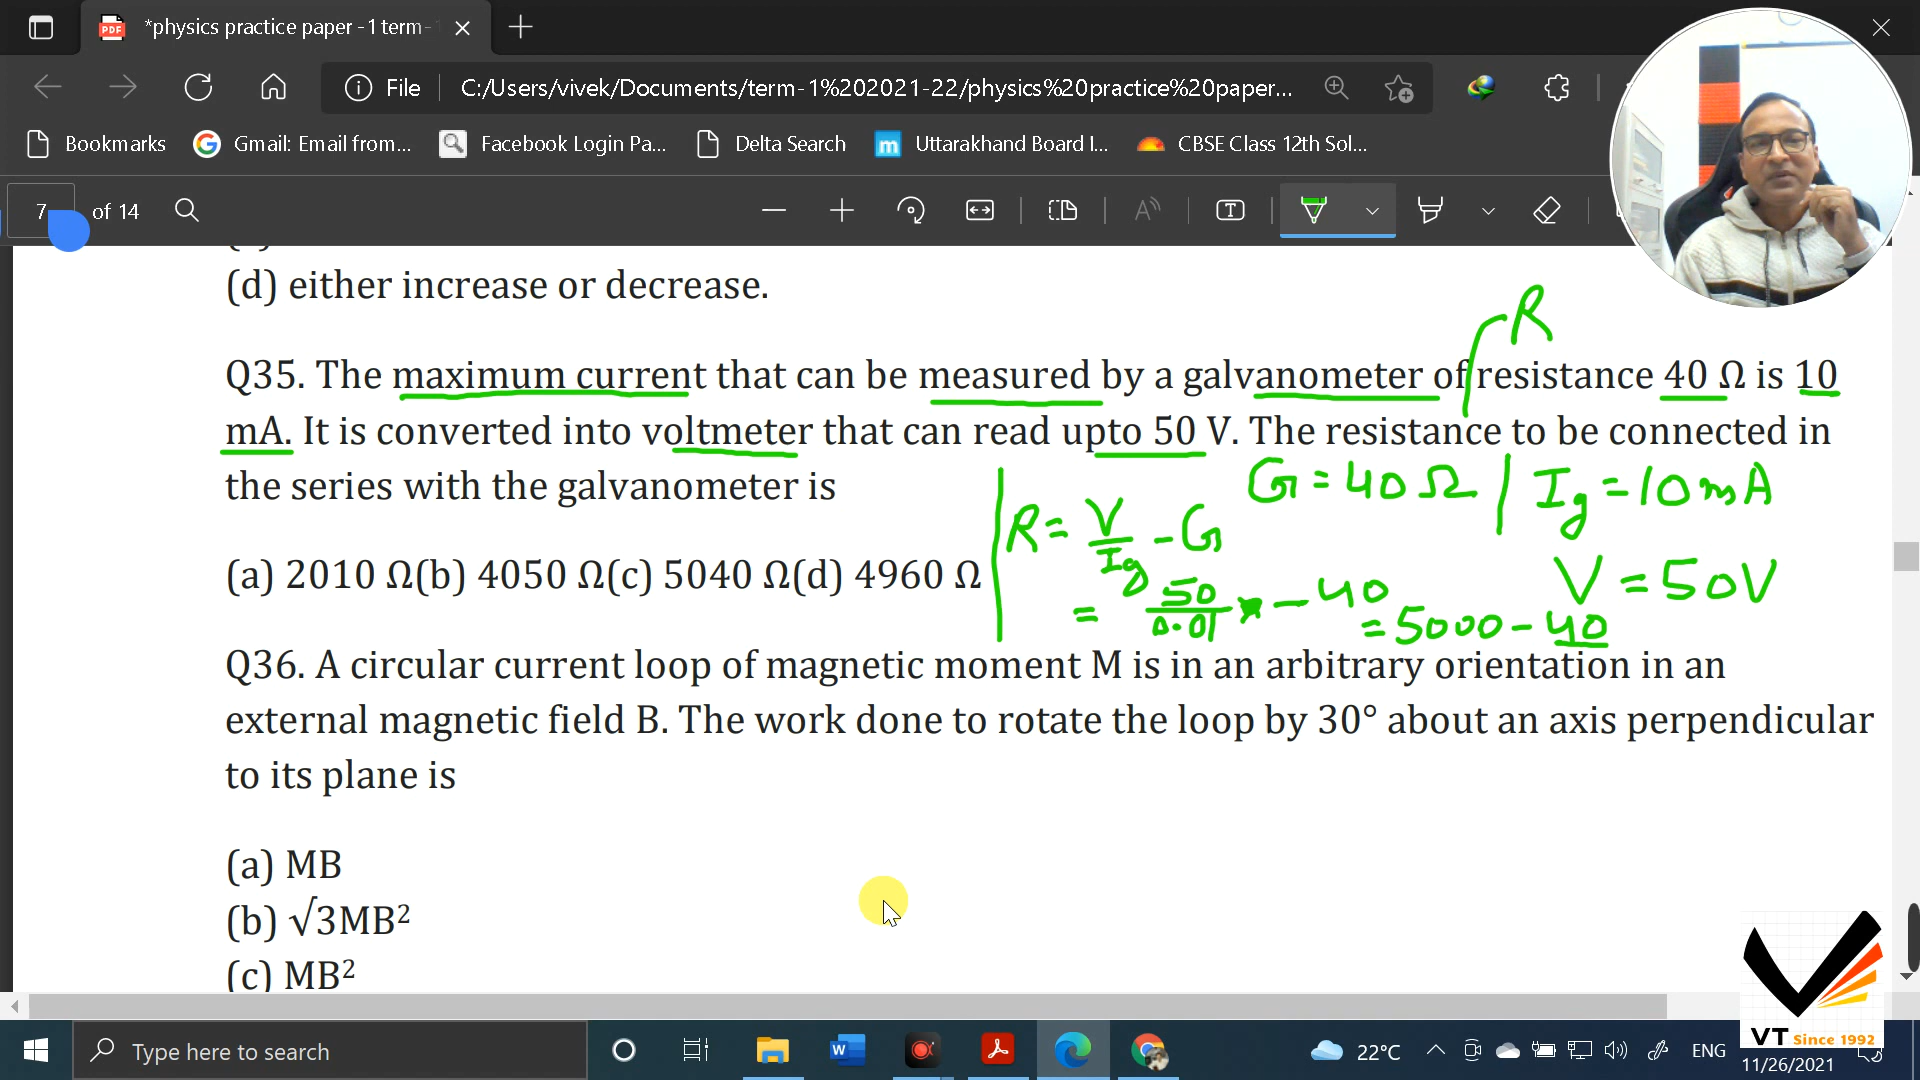 *physics practice paper -1 term-
File
C:/Users/vivek/Documents/term-1%202021-22/physics%20practice%20paper...
Bookmarks
Gmail: Email from...
Facebook Login Pa...
Delta Search
Uttarakhand Board I...
CBSE Class 12th Sol...
7 of 14
(d) either increase or decrease.
R
Q35. The maximum current that can be measured by a galvanometer of resistance 40 Ω is 10
mA. It is converted into voltmeter that can read upto 50 V. The resistance to be connected in
the series with the galvanometer is
G = 40 Ω | Ig = 10mA
R = V/Ig - G
V = 50V
(a) 2010 Ω(b) 4050 Ω(c) 5040 Ω(d) 4960 Ω
= 50/0.01 - 40
= 5000 - 40
Q36. A circular current loop of magnetic moment M is in an arbitrary orientation in an
external magnetic field B. The work done to rotate the loop by 30° about an axis perpendicular
to its plane is
(a) MB
(b) √3MB²
(c) MB²
VT Since 1992
Type here to search
22°C
ENG
11/26/2021